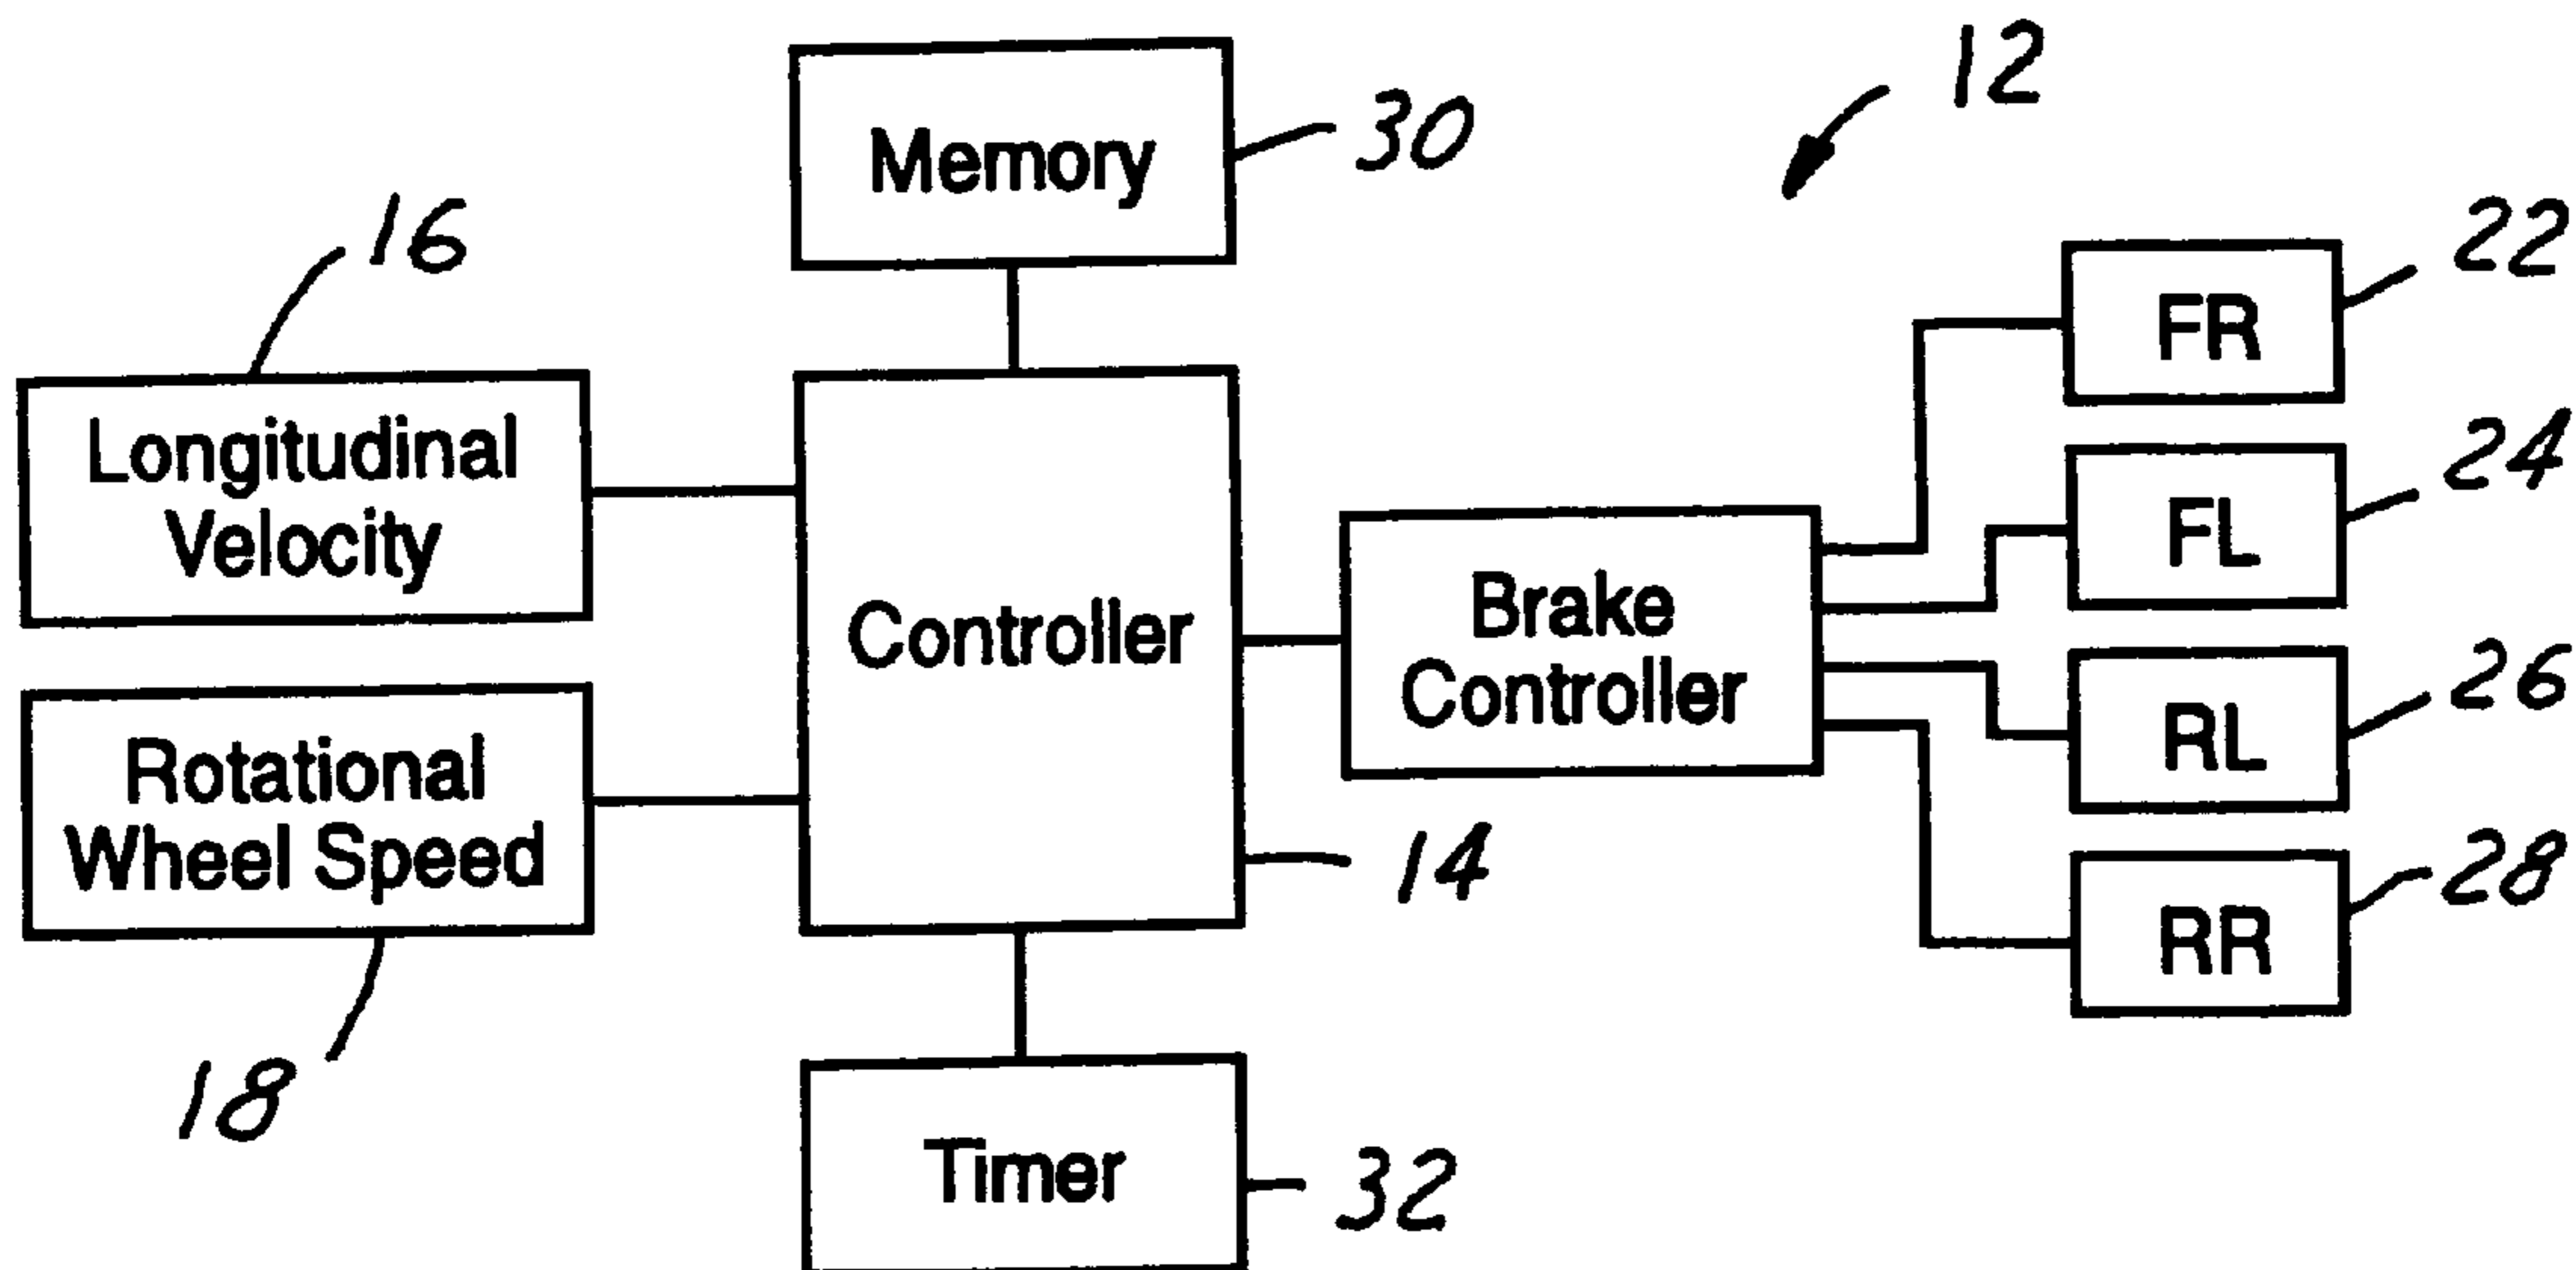 12
Memory
30
16
22
FR
Longitudinal
Velocity
24
FL
Controller
Brake
Controller
26
RL
Rotational
Wheel Speed
14
28
RR
18
Timer
32